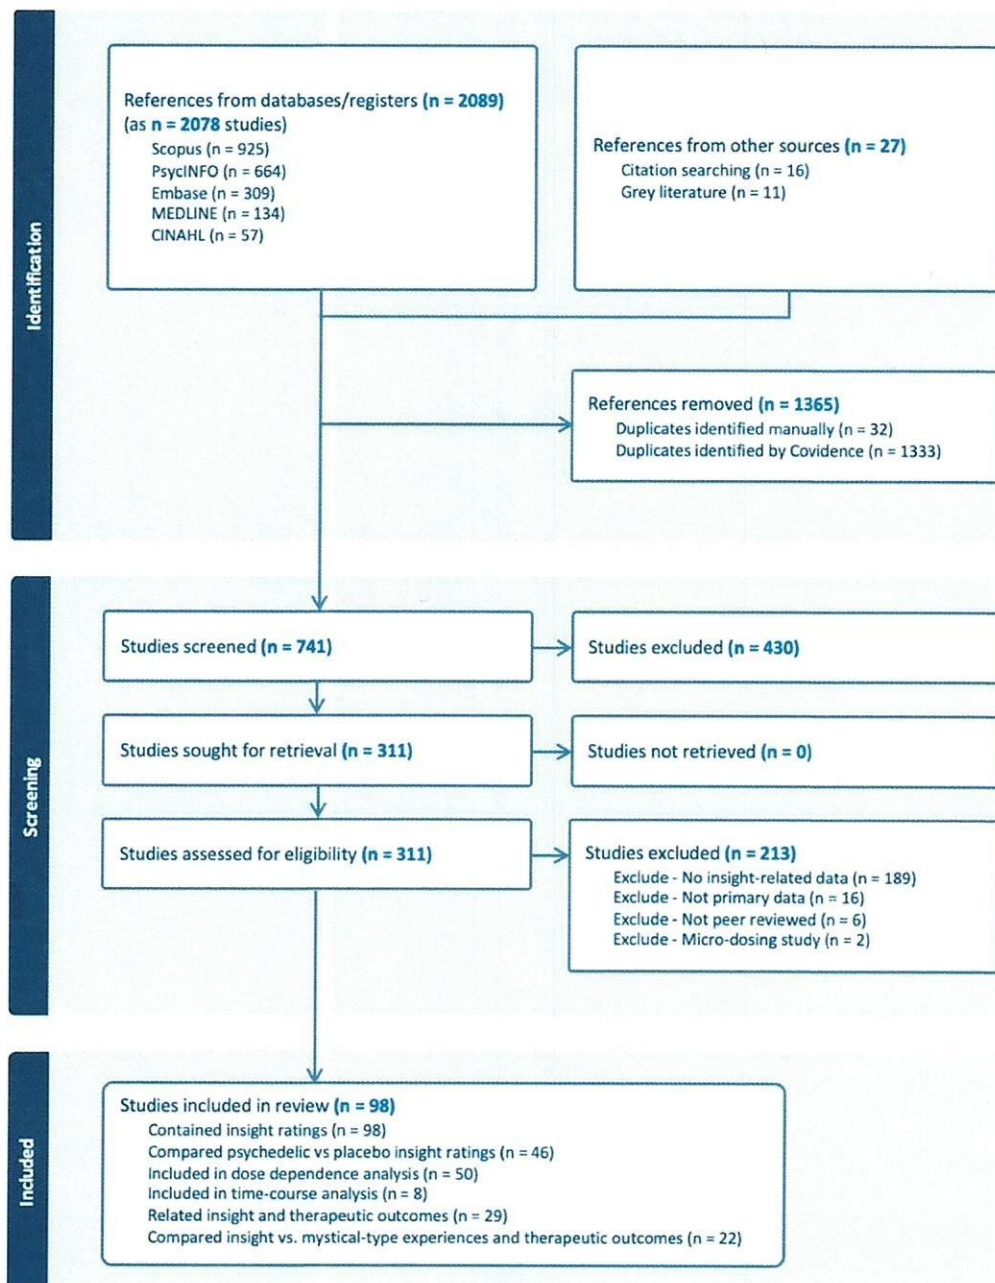 Identification
References from databases/registers (n = 2089)
(as n = 2078 studies)
Scopus (n = 925)
PsycINFO (n = 664)
Embase (n = 309)
MEDLINE (n = 134)
CINAHL (n = 57)
References from other sources (n = 27)
Citation searching (n = 16)
Grey literature (n = 11)
References removed (n = 1365)
Duplicates identified manually (n = 32)
Duplicates identified by Covidence (n = 1333)
Screening
Studies screened (n = 741)
Studies excluded (n = 430)
Studies sought for retrieval (n = 311)
Studies not retrieved (n = 0)
Studies assessed for eligibility (n = 311)
Studies excluded (n = 213)
Exclude - No insight-related data (n = 189)
Exclude - Not primary data (n = 16)
Exclude - Not peer reviewed (n = 6)
Exclude - Micro-dosing study (n = 2)
Included
Studies included in review (n = 98)
Contained insight ratings (n = 98)
Compared psychedelic vs placebo insight ratings (n = 46)
Included in dose dependence analysis (n = 50)
Included in time-course analysis (n = 8)
Related insight and therapeutic outcomes (n = 29)
Compared insight vs. mystical-type experiences and therapeutic outcomes (n = 22)